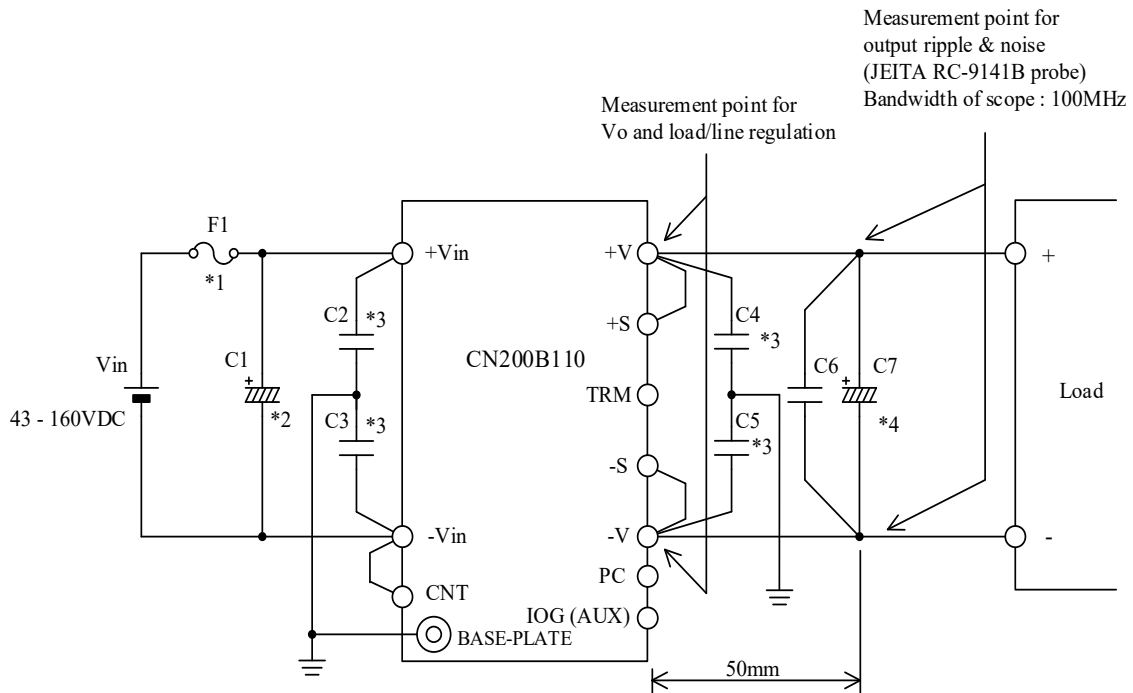 Measurement point for
output ripple & noise
(JEITA RC-9141B probe)
Bandwidth of scope : 100MHz
Measurement point for
Vo and load/line regulation
F1
*1
+Vin
+V
C2
*3
+S
C4
*3
Vin
C1
+
*2
CN200B110
C6
C7
+
*4
+
43 - 160VDC
TRM
Load
C3
*3
C5
*3
-S
-Vin
-V
-
CNT
PC
IOG (AUX)
BASE-PLATE
50mm